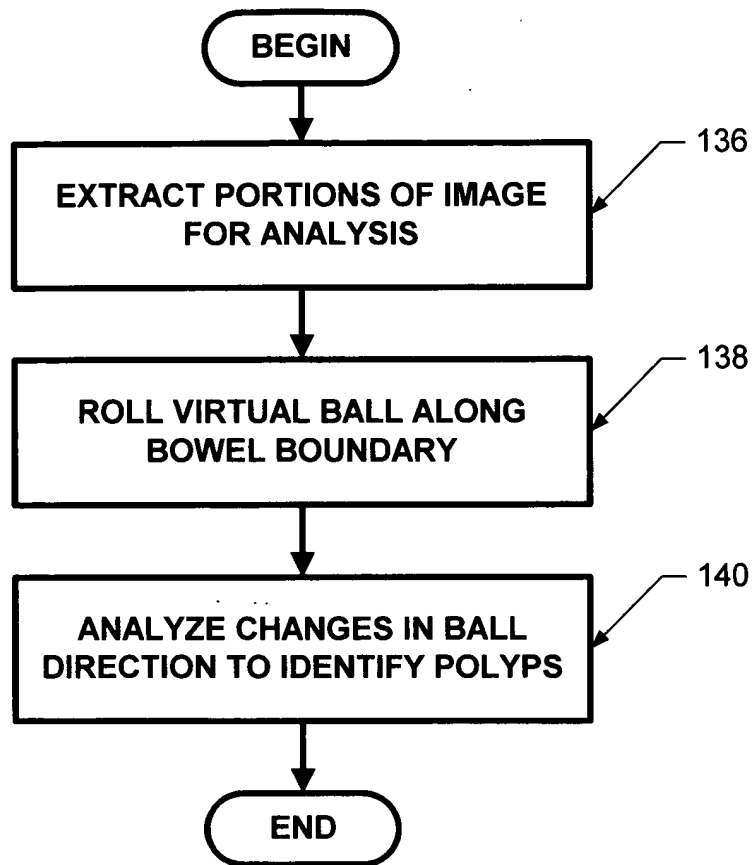 BEGIN
136
EXTRACT PORTIONS OF IMAGE
FOR ANALYSIS
138
ROLL VIRTUAL BALL ALONG
BOWEL BOUNDARY
140
ANALYZE CHANGES IN BALL
DIRECTION TO IDENTIFY POLYPS
END